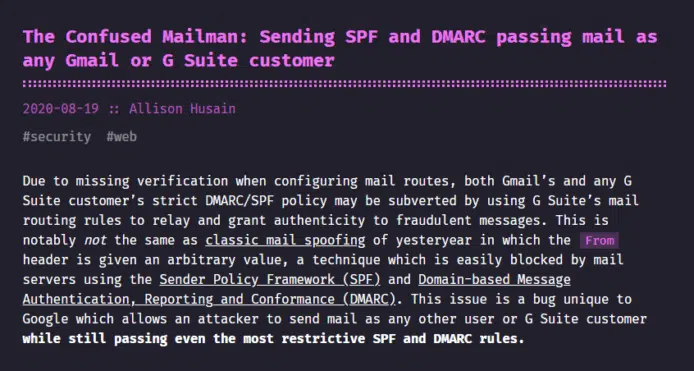 The Confused Mailman: Sending SPF and DMARC passing mail as
any Gmail or G Suite customer
2020-08-19 :: Allison Husain
#security #web
Due to missing verification when configuring mail routes, both Gmail’s and any G
Suite customer’s strict DMARC/SPF policy may be subverted by using G Suite’s mail
routing rules to relay and grant authenticity to fraudulent messages. This is
notably not the same as classic mail spoofing of yesteryear in which the From
header is given an arbitrary value, a technique which is easily blocked by mail
servers using the Sender Policy Framework (SPF) and Domain-based Message
Authentication, Reporting and Conformance (DMARC). This issue is a bug unique to
Google which allows an attacker to send mail as any other user or G Suite customer
while still passing even the most restrictive SPF and DMARC rules.